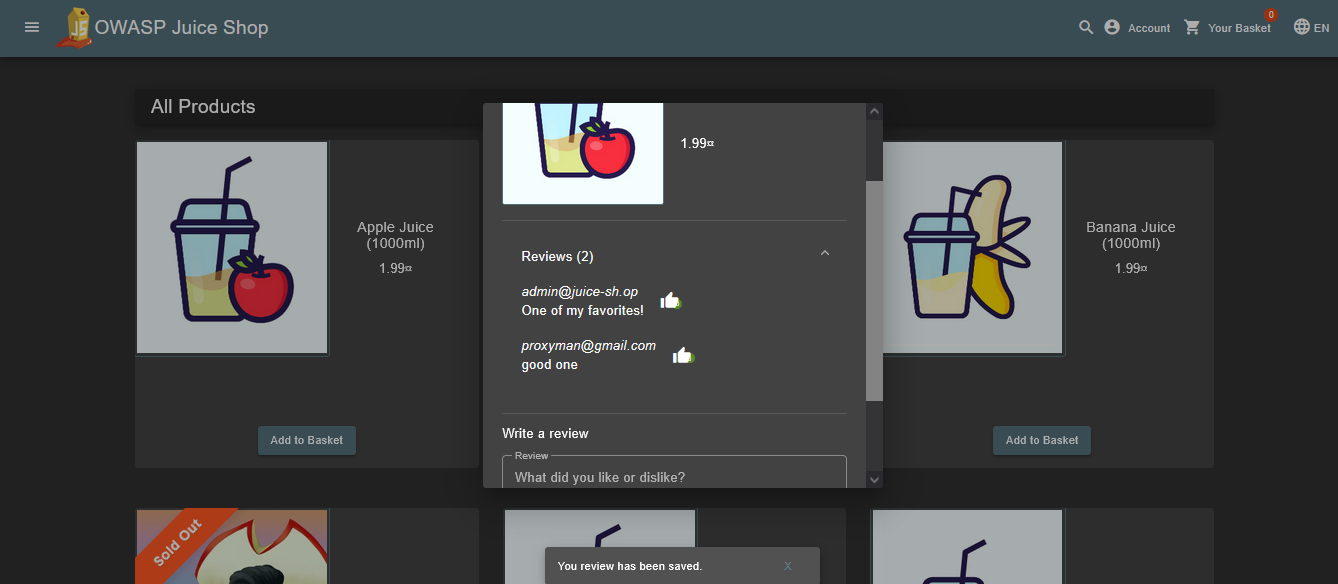 OWASP Juice Shop
Account
Your Basket
0
EN
All Products
Apple Juice
(1000ml)
1.99¤
Add to Basket
1.99¤
Reviews (2)
admin@juice-sh.op
One of my favorites!
proxyman@gmail.com
good one
Write a review
Review
What did you like or dislike?
Banana Juice
(1000ml)
1.99¤
Add to Basket
Sold Out
You review has been saved.
X